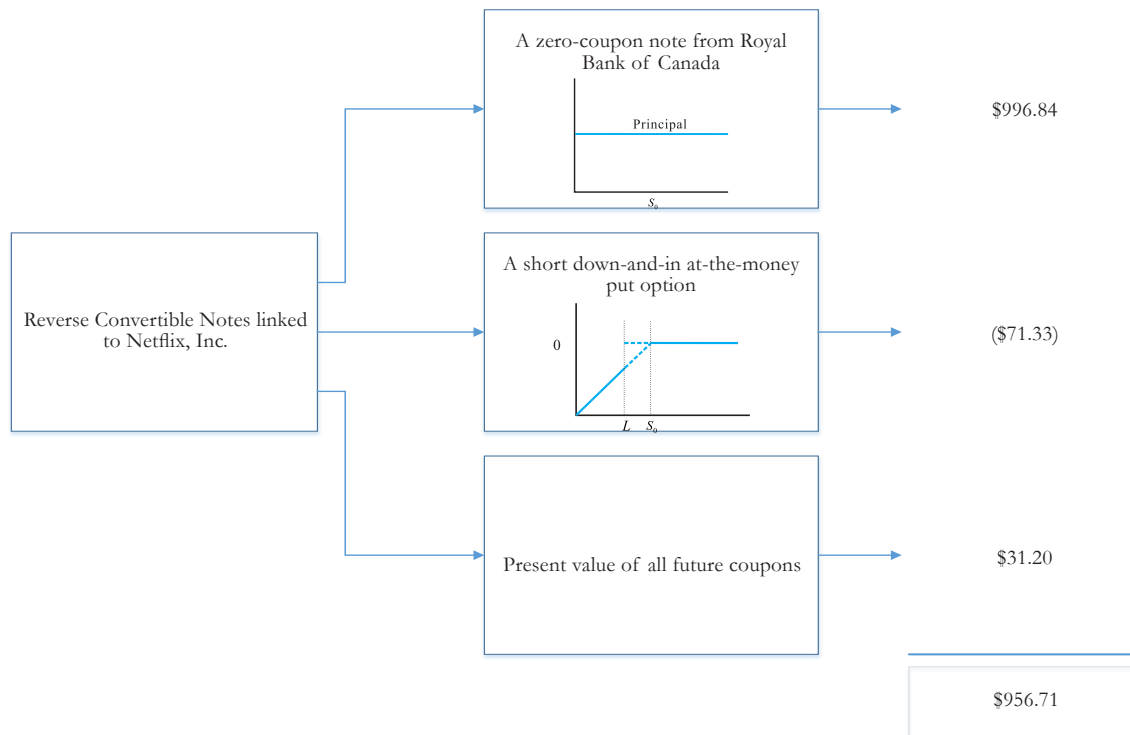 A zero-coupon note from Royal
Bank of Canada
Principal
S₀
$996.84
Reverse Convertible Notes linked
to Netflix, Inc.
A short down-and-in at-the-money
put option
0
L S₀
($71.33)
Present value of all future coupons
$31.20
$956.71